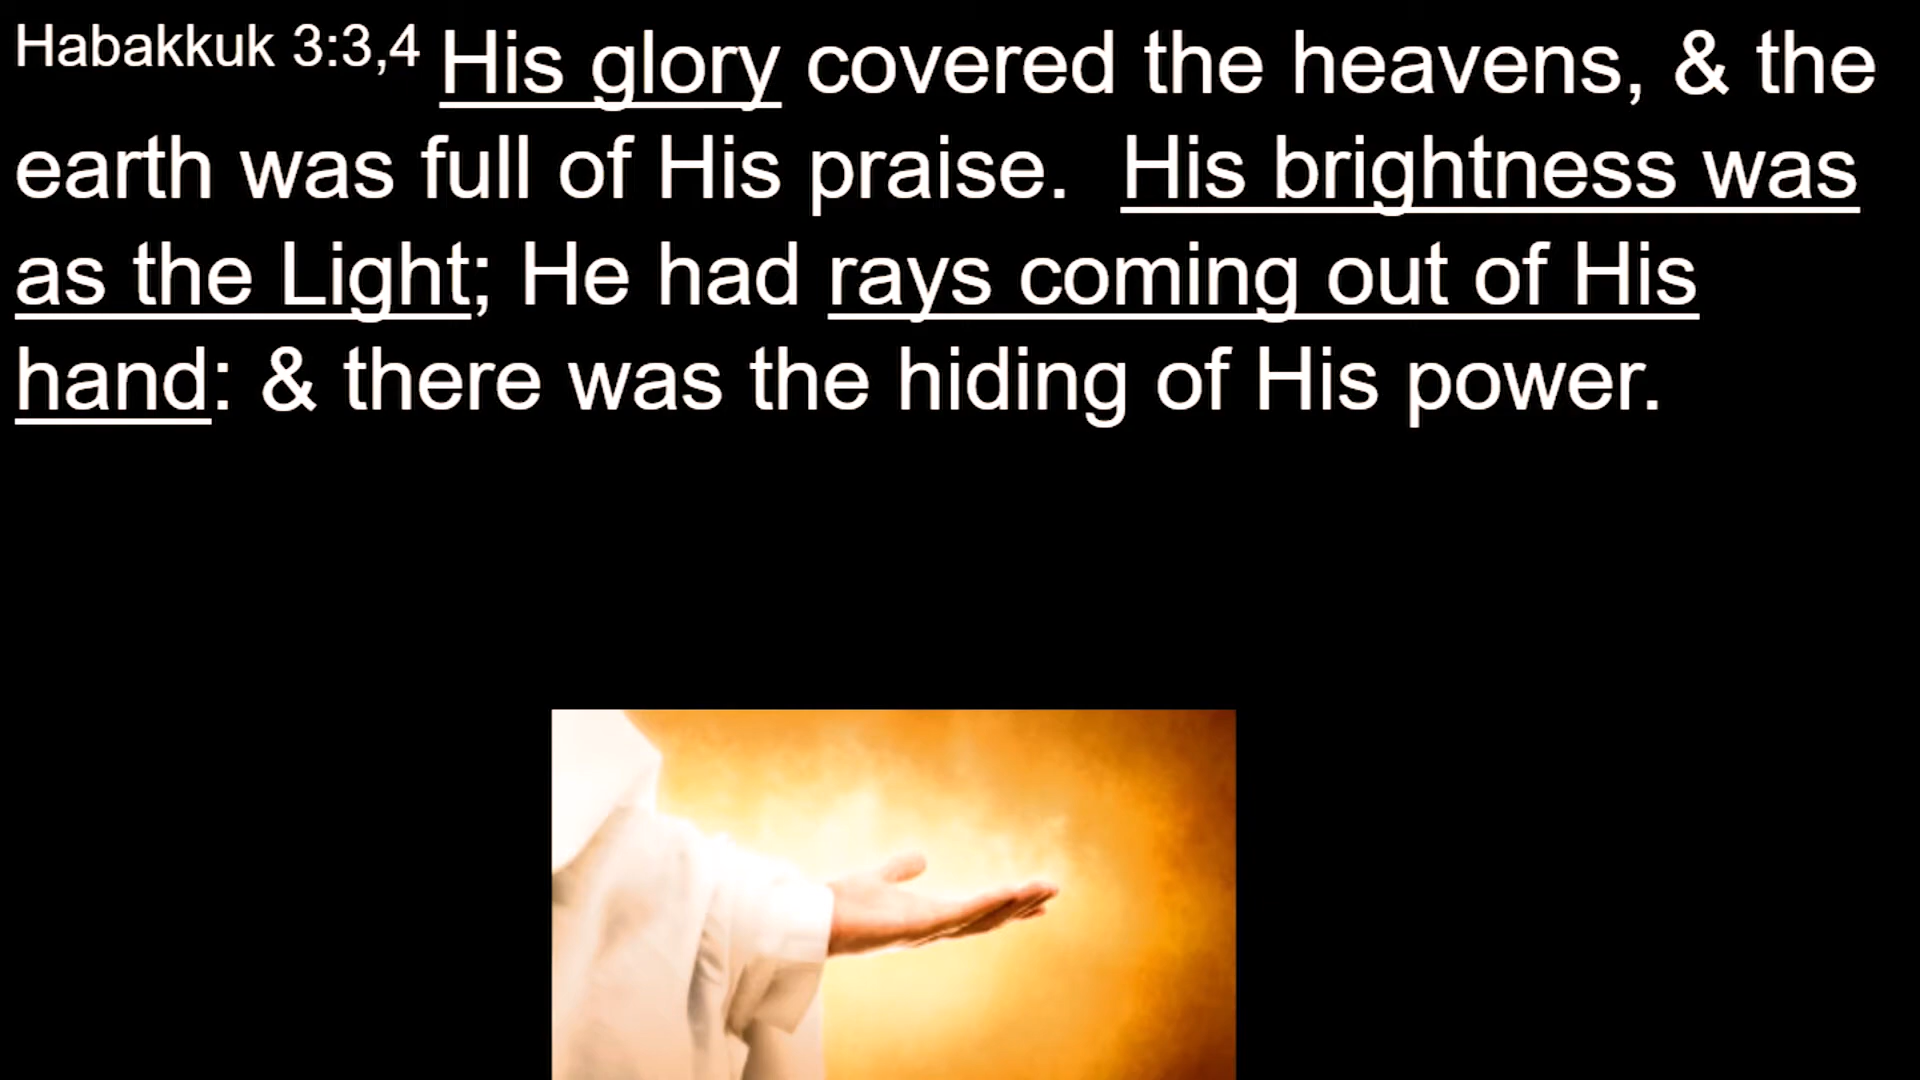 Habakkuk 3:3,4 His glory covered the heavens, & the
earth was full of His praise.  His brightness was
as the Light; He had rays coming out of His
hand: & there was the hiding of His power.